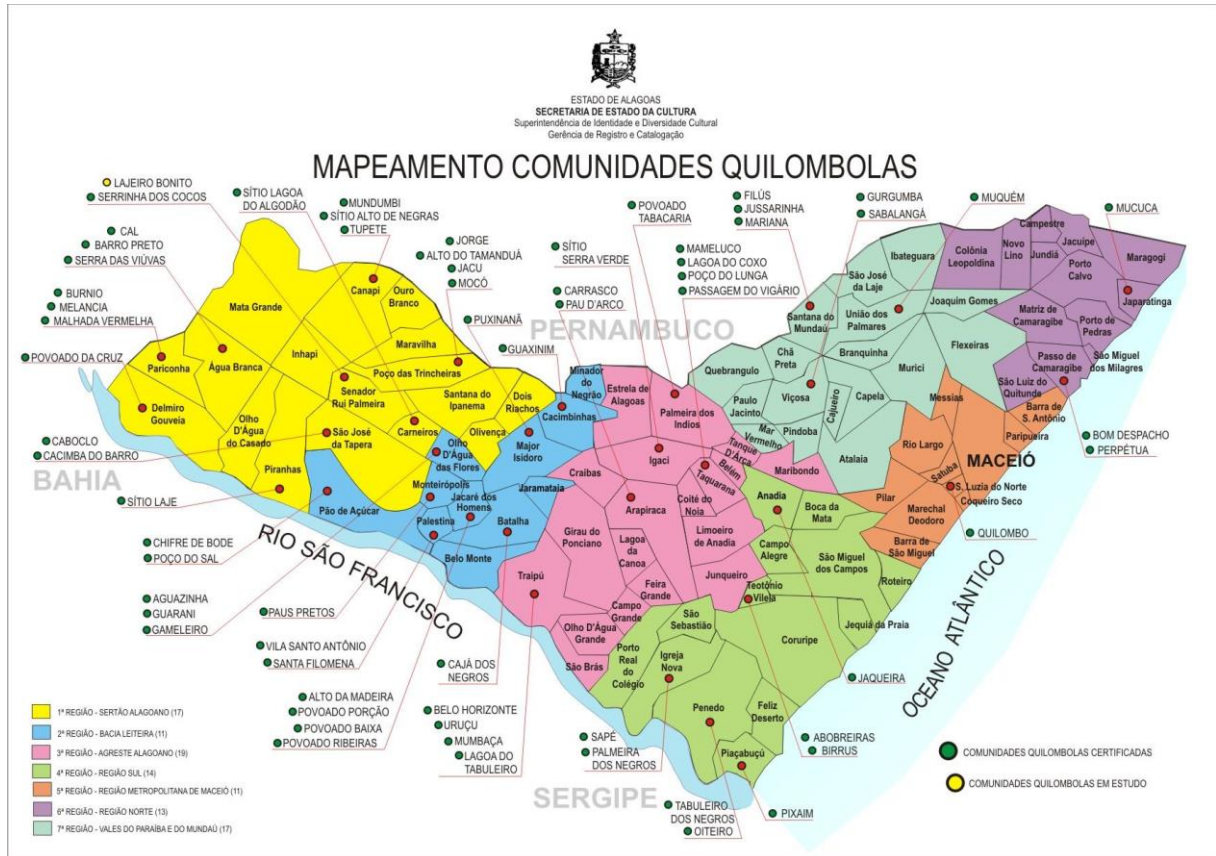 ESTADO DE ALAGOAS
SECRETARIA DE ESTADO DA CULTURA
Superintendência de Identidade e Diversidade Cultural
Gerência de Registro e Catalogação
MAPEAMENTO COMUNIDADES QUILOMBOLAS
LAJEIRO BONITO
SERRINHA DOS COCOS
SÍTIO LAGOA
DO ALGODÃO
MUNDUMBI
SÍTIO ALTO DE NEGRAS
TUPETE
CAL
BARRO PRETO
SERRA DAS VIÚVAS
JORGE
ALTO DO TAMANDUÁ
JACU
MOCÓ
BURNIO
MELANCIA
MALHADA VERMELHA
POVOADO DA CRUZ
SÍTIO
SERRA VERDE
CARRASCO
PAU D'ARCO
PUXINANÃ
GUAXINIM
POVOADO
TABACARIA
MAMELUCO
LAGOA DO COXO
POÇO DO LUNGA
PASSAGEM DO VIGÁRIO
FILÚS
JUSSARINHA
MARIANA
GURGUMBA
SABALANGÁ
MUQUÉM
MUCUCA
PERNAMBUCO
BAHIA
SERGIPE
RIO SÃO FRANCISCO
OCEANO ATLÂNTICO
MACEIÓ
Mata Grande
Canapi
Ouro
Branco
Inhapi
Maravilha
Pariconha
Água Branca
Poço das Trincheiras
Senador
Rui Palmeira
Santana do
Ipanema
Dois
Riachos
Delmiro
Gouveia
Olho
D'Água
do Casado
São José
da Tapera
Carneiros
Olivença
Piranhas
Minador
do
Negrão
Cacimbinhas
Major
Isidoro
Olho
D'Água
das Flores
Monteirópolis
Jacaré dos
Homens
Jaramataia
Pão de Açúcar
Palestina
Batalha
Belo Monte
Estrela de
Alagoas
Palmeira dos
Indios
Igaci
Craíbas
Tanque
D'Árca
Belém
Taquarana
Maribondo
Arapiraca
Coité do
Noia
Girau do
Ponciano
Lagoa
da
Canoa
Limoeiro
de Anadia
Traipú
Feira
Grande
Junqueiro
Campo
Grande
Olho D'Água
Grande
São Brás
Ibateguara
São José
da Laje
Santana do
Mundaú
União dos
Palmares
Joaquim Gomes
Chã
Preta
Branquinha
Flexeiras
Quebrangulo
Murici
Paulo
Jacinto
Viçosa
Cajueiro
Capela
Mar
Vermelho
Pindoba
Atalaia
Colônia
Leopoldina
Novo
Lino
Campestre
Jundiá
Jacuípe
Porto
Calvo
Maragogi
Japaratinga
Matriz de
Camaragibe
Porto de
Pedras
Passo de
Camaragibe
São Miguel
dos Milagres
São Luiz do
Quitunde
Messias
Barra de
S. Antônio
Paripueira
Rio Largo
Satuba
S. Luzia do Norte
Coqueiro Seco
Pilar
Marechal
Deodoro
Barra de
São Miguel
Anadia
Boca da
Mata
Campo
Alegre
São Miguel
dos Campos
Roteiro
Teotônio
Vilela
Jequiá da Praia
Coruripe
São
Sebastião
Igreja
Nova
Porto
Real
do
Colégio
Penedo
Feliz
Deserto
Piaçabuçú
CABOCLO
CACIMBA DO BARRO
SÍTIO LAJE
CHIFRE DE BODE
POÇO DO SAL
AGUAZINHA
GUARANI
GAMELEIRO
PAUS PRETOS
VILA SANTO ANTÔNIO
SANTA FILOMENA
ALTO DA MADEIRA
POVOADO PORÇÃO
POVOADO BAIXA
POVOADO RIBEIRAS
CAJÁ DOS
NEGROS
BELO HORIZONTE
URUÇU
MUMBAÇA
LAGOA DO
TABULEIRO
SAPÉ
PALMEIRA
DOS NEGROS
TABULEIRO
DOS NEGROS
OITEIRO
PIXAIM
ABOBREIRAS
BIRRUS
JAQUEIRA
QUILOMBO
BOM DESPACHO
PERPÉTUA
1ª REGIÃO - SERTÃO ALAGOANO (17)
2ª REGIÃO - BACIA LEITEIRA (11)
3ª REGIÃO - AGRESTE ALAGOANO (19)
4ª REGIÃO - REGIÃO SUL (14)
5ª REGIÃO - REGIÃO METROPOLITANA DE MACEIÓ (11)
6ª REGIÃO - REGIÃO NORTE (13)
7ª REGIÃO - VALES DO PARAÍBA E DO MUNDAÚ (17)
COMUNIDADES QUILOMBOLAS CERTIFICADAS
COMUNIDADES QUILOMBOLAS EM ESTUDO